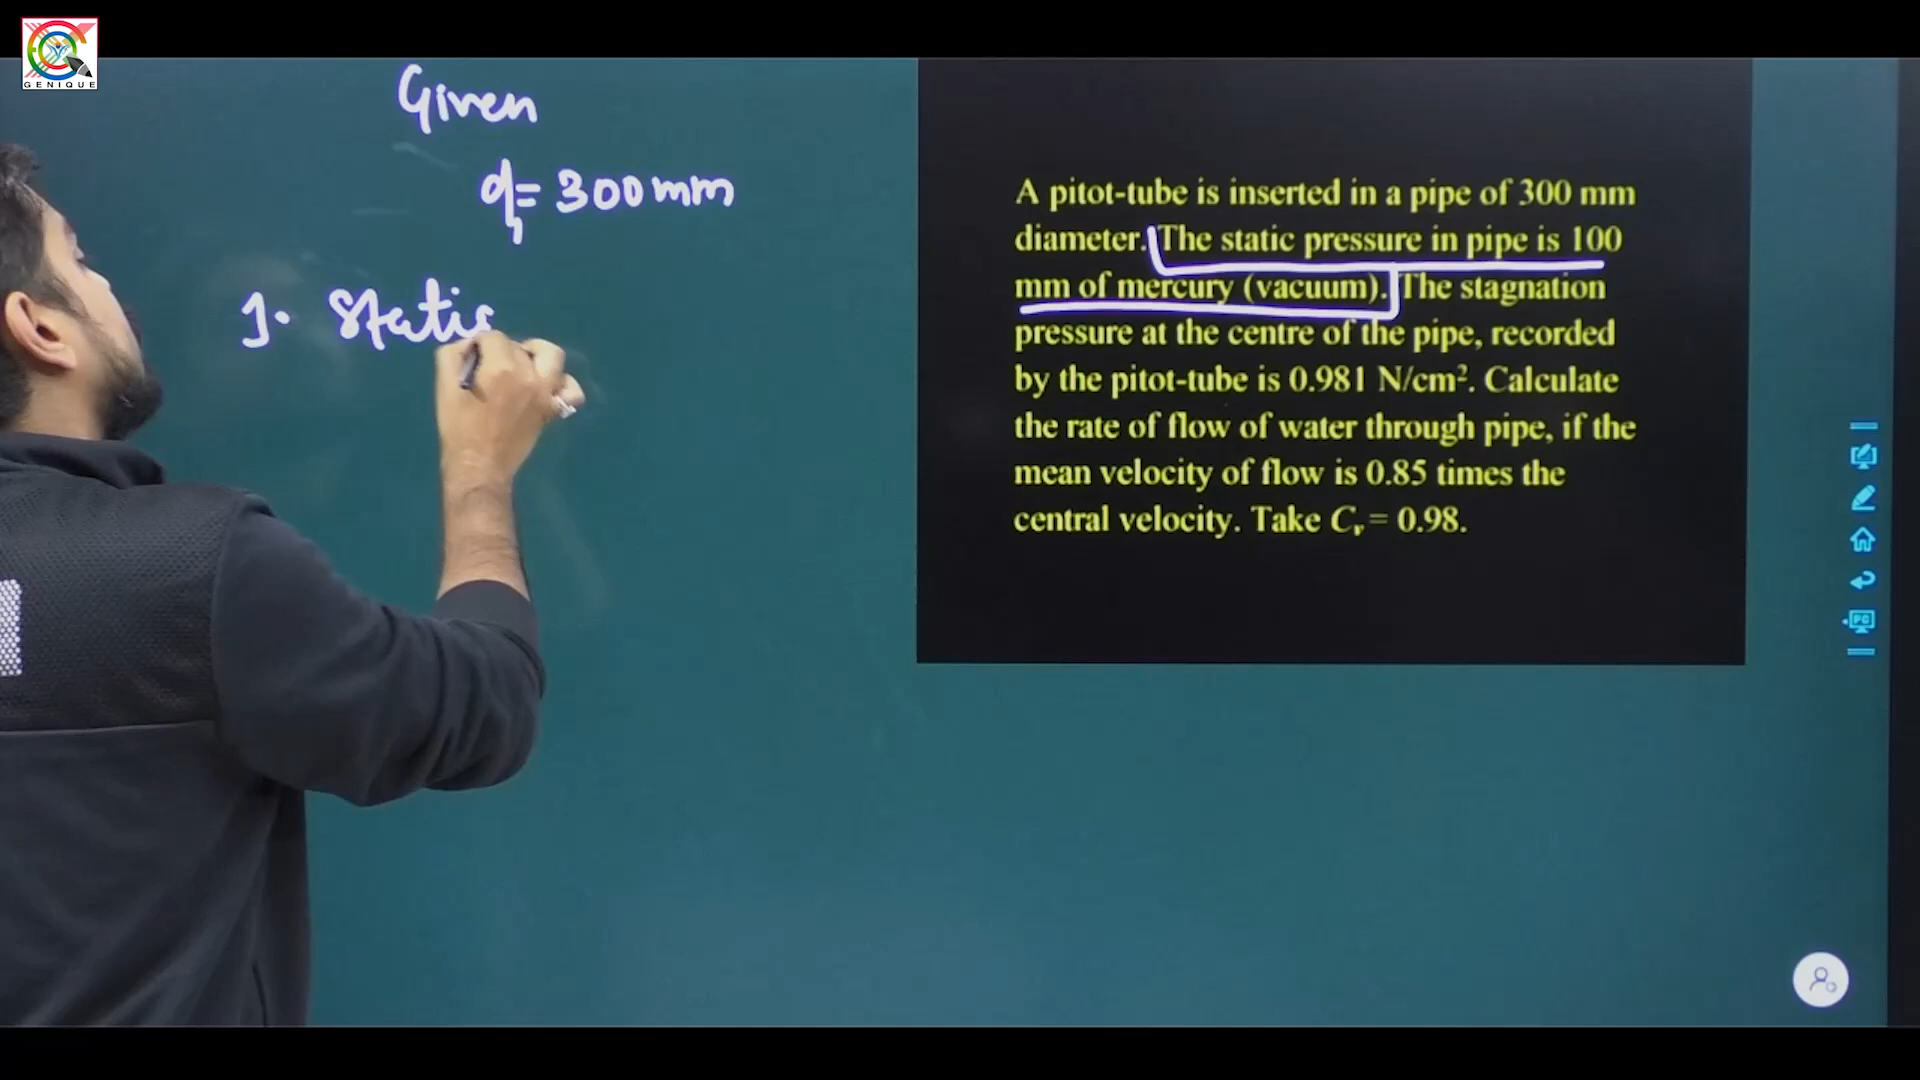 GENIQUE
Given
d₁ = 300 mm
1. Static
A pitot-tube is inserted in a pipe of 300 mm
diameter. The static pressure in pipe is 100
mm of mercury (vacuum). The stagnation
pressure at the centre of the pipe, recorded
by the pitot-tube is 0.981 N/cm². Calculate
the rate of flow of water through pipe, if the
mean velocity of flow is 0.85 times the
central velocity. Take Cᵥ = 0.98.
PC